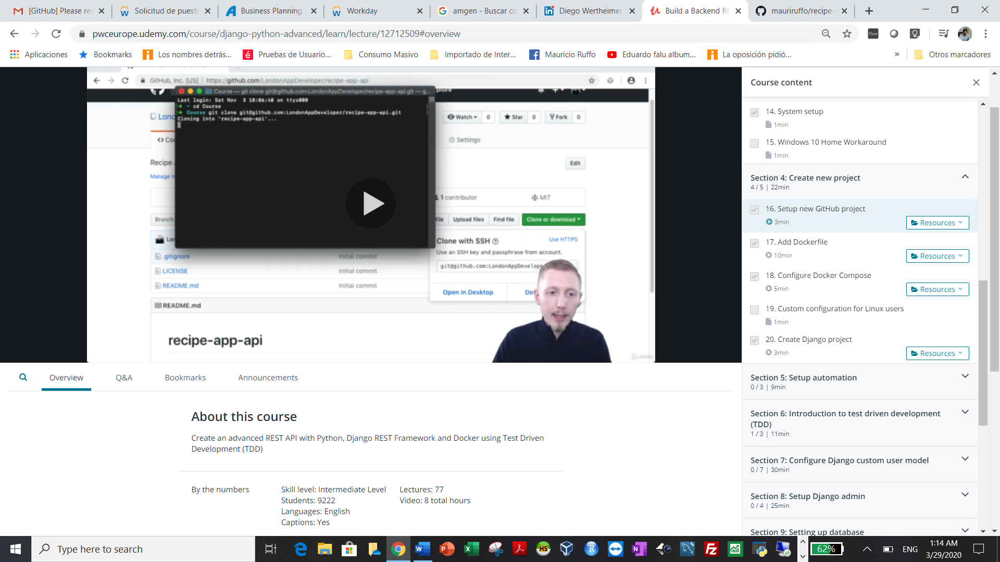 [GitHub] Please res
Solicitud de puesto
Business Planning
Workday
amgen - Buscar co
Diego Wertheimer
Build a Backend RE
mauriruffo/recipe-
pwceurope.udemy.com/course/django-python-advanced/learn/lecture/12712509#overview
Aplicaciones
Bookmarks
Los nombres detrás...
Pruebas de Usuario...
Consumo Masivo
Importado de Inter...
Mauricio Ruffo
Eduardo falu album...
La oposición pidió...
»
Otros marcadores
GitHub, Inc. [US] | https://github.com/LondonAppDeveloper/recipe-app-api
Course — git clone git@github.com:LondonAppDeveloper/recipe-app-api.git — g...
Last login: Sat Nov 3 18:06:48 on ttys000
~ cd Course
Course git clone git@github.com:LondonAppDeveloper/recipe-app-api.git
Cloning into 'recipe-app-api'...
plore
Lond
Watch 0
Star 0
Fork 0
<> Co
Settings
Recipe
Edit
Manage to
1 contributor
MIT
Branch:
file
Upload files
Find file
Clone or download
Lon
Clone with SSH
Use HTTPS
Use an SSH key and passphrase from account.
git@github.com:LondonAppDevelope
.gitignore Initial commit
LICENSE Initial commit
README.md Initial commit
Open in Desktop
Do
README.md
recipe-app-api
Udemy
Course content
14. System setup
1min
15. Windows 10 Home Workaround
1min
Section 4: Create new project
4 / 5 | 22min
16. Setup new GitHub project
3min
Resources
17. Add Dockerfile
10min
Resources
18. Configure Docker Compose
5min
Resources
19. Custom configuration for Linux users
1min
20. Create Django project
3min
Resources
Section 5: Setup automation
0 / 3 | 9min
Section 6: Introduction to test driven development
(TDD)
1 / 3 | 11min
Section 7: Configure Django custom user model
0 / 7 | 30min
Section 8: Setup Django admin
0 / 4 | 25min
Section 9: Setting up database
Overview
Q&A
Bookmarks
Announcements
About this course
Create an advanced REST API with Python, Django REST Framework and Docker using Test Driven
Development (TDD)
By the numbers
Skill level: Intermediate Level
Students: 9222
Languages: English
Captions: Yes
Lectures: 77
Video: 8 total hours
Type here to search
62%
ENG
1:14 AM
3/29/2020